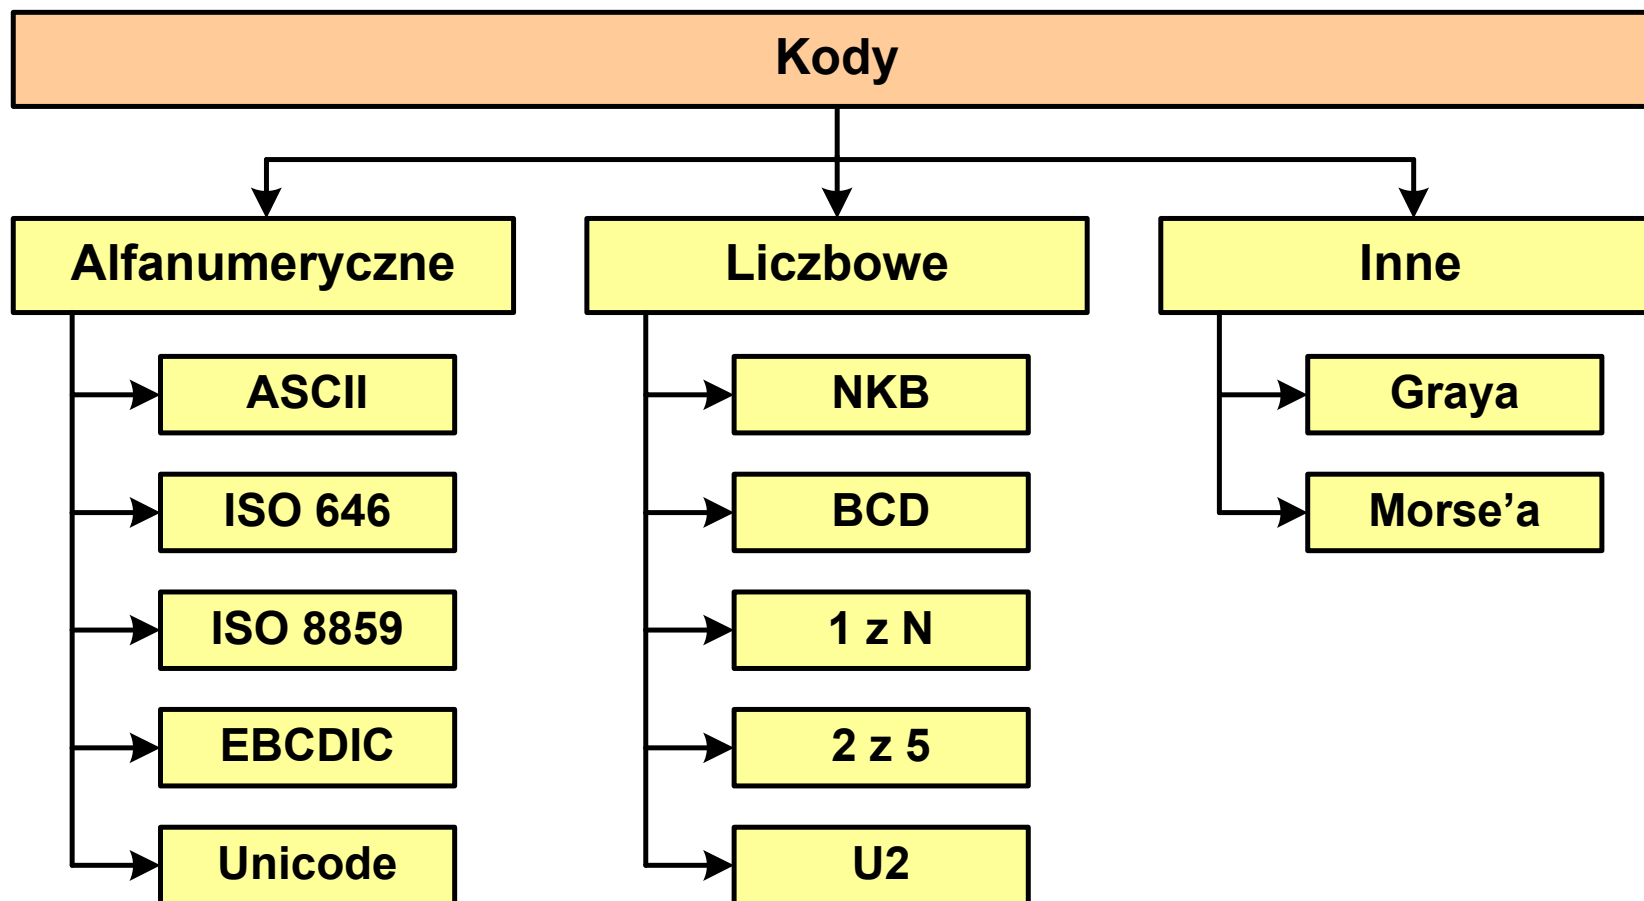 Kody
Alfanumeryczne
ASCII
ISO 646
ISO 8859
EBCDIC
Unicode
Liczbowe
NKB
BCD
1 z N
2 z 5
U2
Inne
Graya
Morse’a